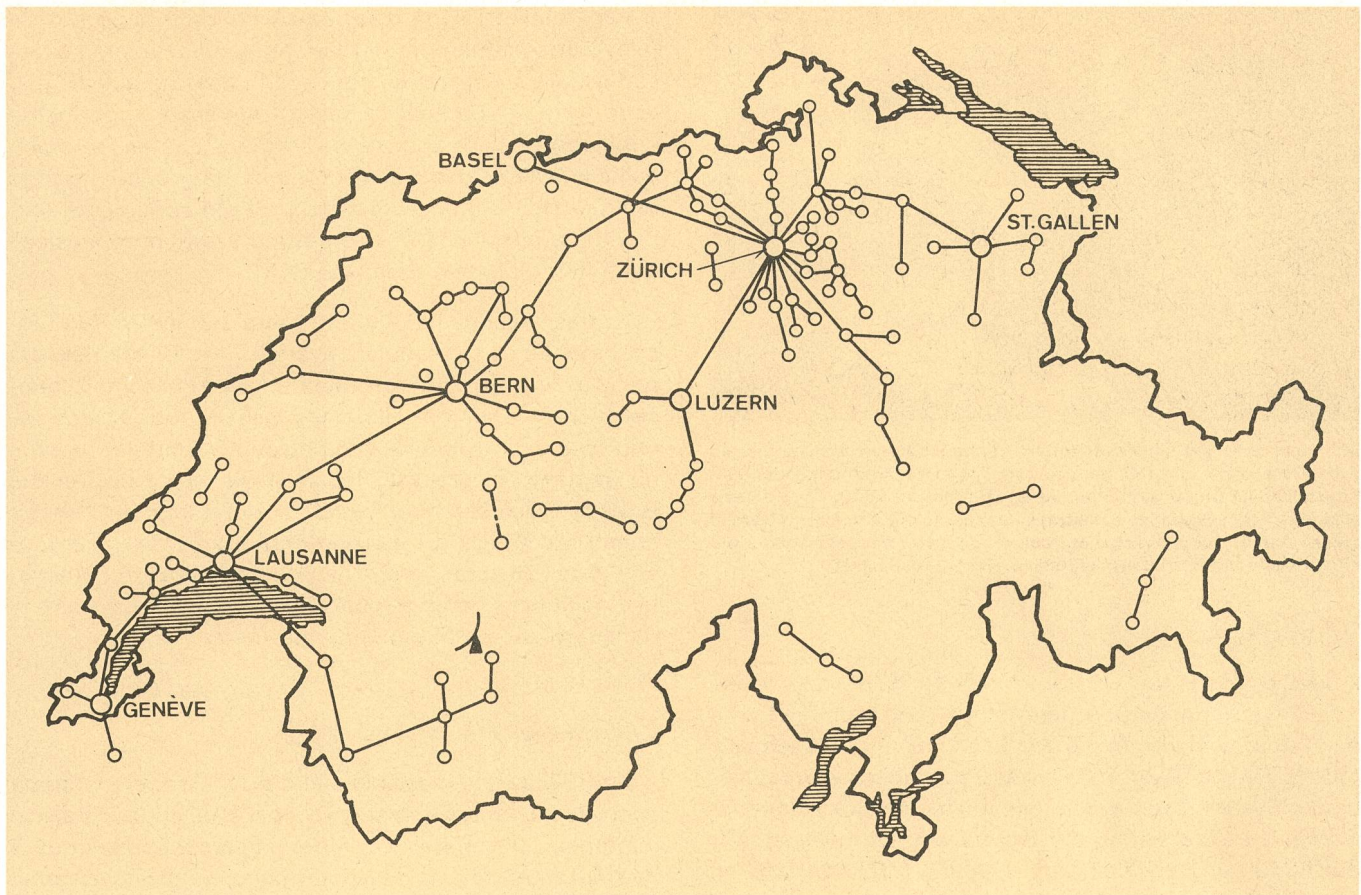 BASEL
ST.GALLEN
ZÜRICH
BERN
LUZERN
LAUSANNE
GENÈVE